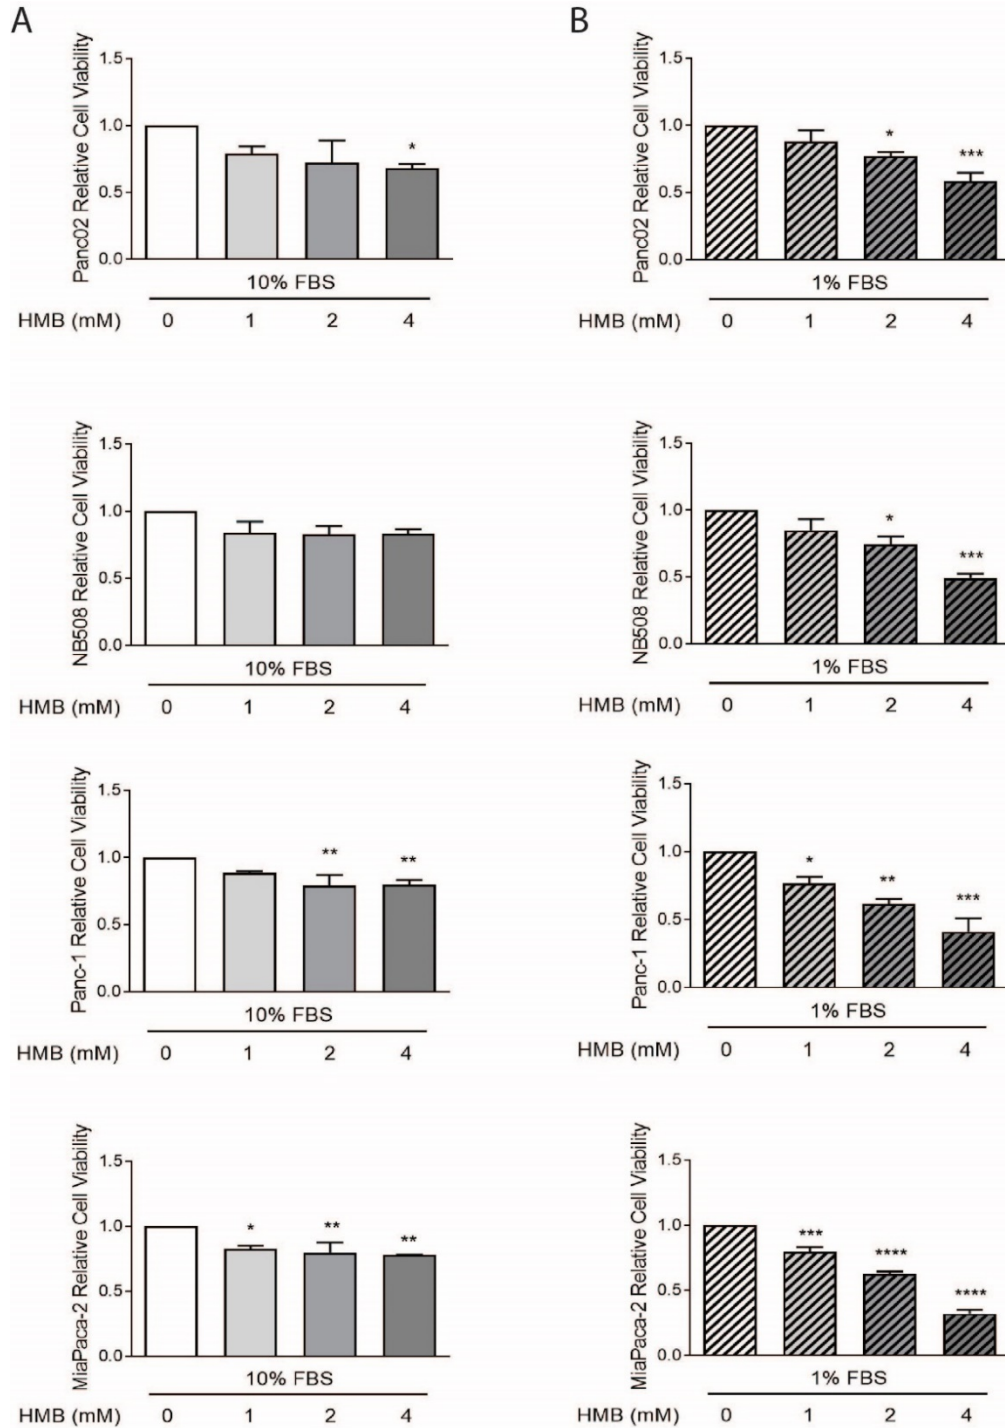 A
Panc02 Relative Cell Viability
1.5
1.0
0.5
0.0
*
10% FBS
HMB (mM) 0 1 2 4
B
Panc02 Relative Cell Viability
1.5
1.0
0.5
0.0
*
***
1% FBS
HMB (mM) 0 1 2 4
NB508 Relative Cell Viability
1.5
1.0
0.5
0.0
10% FBS
HMB (mM) 0 1 2 4
NB508 Relative Cell Viability
1.5
1.0
0.5
0.0
*
***
1% FBS
HMB (mM) 0 1 2 4
Panc-1 Relative Cell Viability
1.5
1.0
0.5
0.0
** **
10% FBS
HMB (mM) 0 1 2 4
Panc-1 Relative Cell Viability
1.5
1.0
0.5
0.0
*
**
***
1% FBS
HMB (mM) 0 1 2 4
MiaPaca-2 Relative Cell Viability
1.5
1.0
0.5
0.0
* ** **
10% FBS
HMB (mM) 0 1 2 4
MiaPaca-2 Relative Cell Viability
1.5
1.0
0.5
0.0
***
****
****
1% FBS
HMB (mM) 0 1 2 4